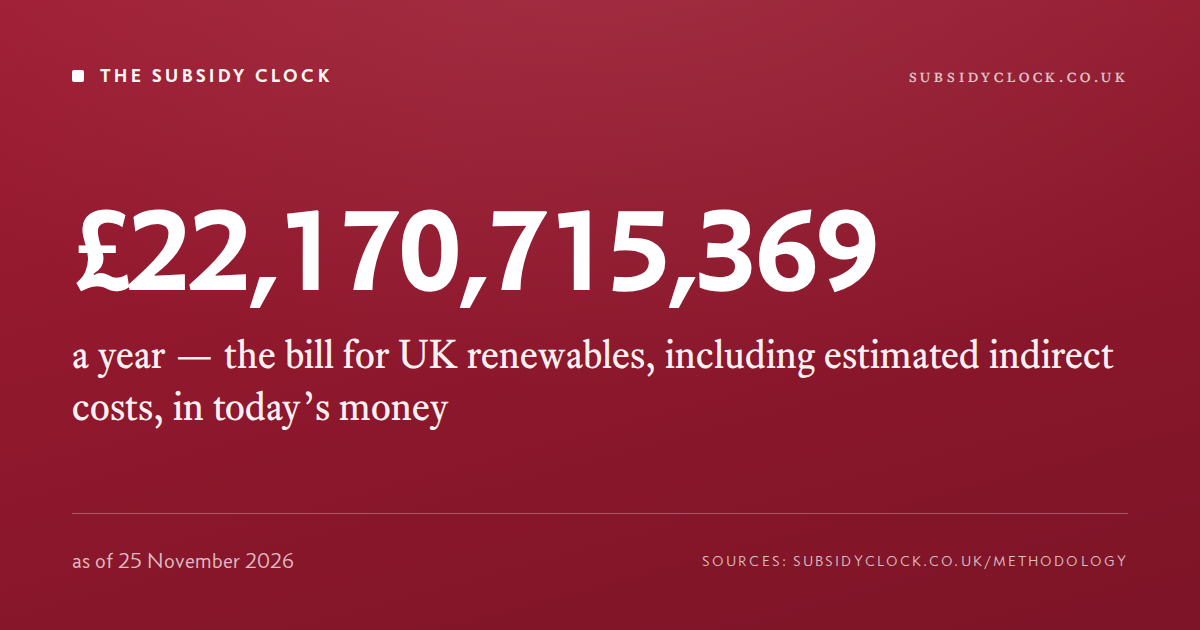 THE SUBSIDY CLOCK
SUBSIDYCLOCK.CO.UK
£22,170,715,369
a year — the bill for UK renewables, including estimated indirect
costs, in today’s money
as of 25 November 2026
SOURCES: SUBSIDYCLOCK.CO.UK/METHODOLOGY